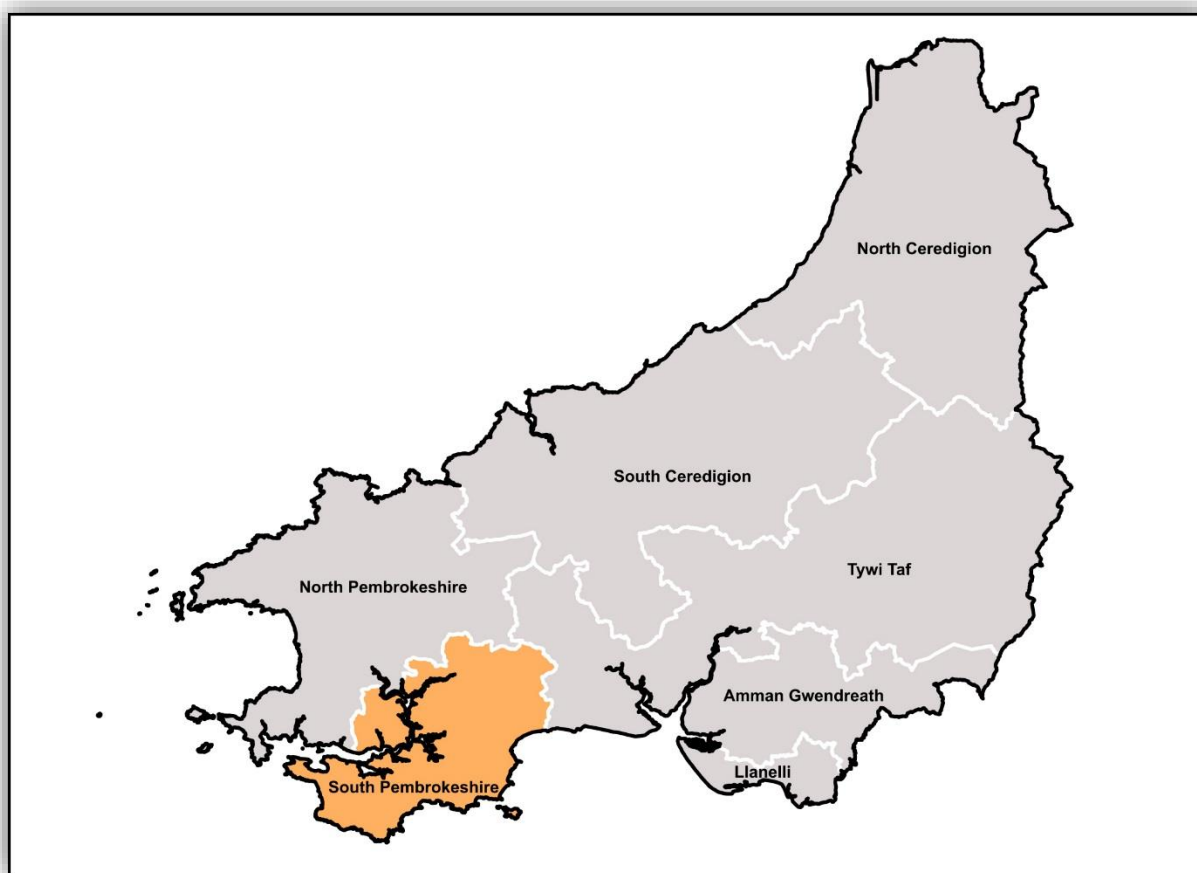 North Ceredigion
South Ceredigion
Tywi Taf
North Pembrokeshire
Amman Gwendreath
Llanelli
South Pembrokeshire